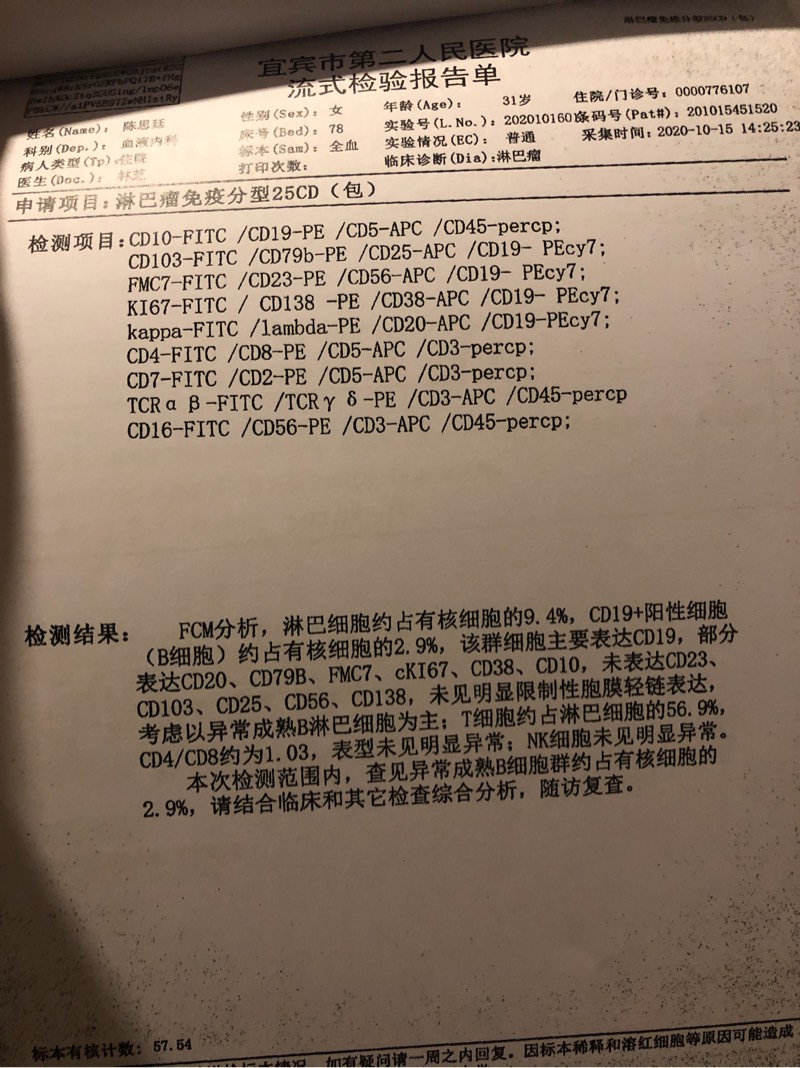 淋巴瘤免疫分型25CD（包）
宜宾市第二人民医院
流式检验报告单
姓名(Name): 陈思廷 性别(Sex): 女 年龄(Age): 31岁 住院/门诊号: 0000776107
科别(Dep.): 血液内科 床号(Bed): 78 实验号(L.No.): 2020101601 条码号(Pat#): 201015451520
病人类型(Tp) 标本(Sam): 全血 实验情况(EC): 普通 采集时间: 2020-10-15 14:25:23
医生(Doc.): 打印次数: 临床诊断(Dia):淋巴瘤
申请项目: 淋巴瘤免疫分型25CD（包）
检测项目:CD10-FITC /CD19-PE /CD5-APC /CD45-percp;
CD103-FITC /CD79b-PE /CD25-APC /CD19- PEcy7;
FMC7-FITC /CD23-PE /CD56-APC /CD19- PEcy7;
KI67-FITC / CD138 -PE /CD38-APC /CD19- PEcy7;
kappa-FITC /lambda-PE /CD20-APC /CD19-PEcy7;
CD4-FITC /CD8-PE /CD5-APC /CD3-percp;
CD7-FITC /CD2-PE /CD5-APC /CD3-percp;
TCRα β-FITC /TCRγ δ-PE /CD3-APC /CD45-percp
CD16-FITC /CD56-PE /CD3-APC /CD45-percp;
检测结果: FCM分析，淋巴细胞约占有核细胞的9.4%，CD19+阳性细胞
（B细胞）约占有核细胞的2.9%，该群细胞主要表达CD19，部分
表达CD20、CD79B、FMC7、cKI67、CD38、CD10，未表达CD23、
CD103、CD25、CD56、CD138，未见明显限制性胞膜轻链表达，
考虑以异常成熟B淋巴细胞为主；T细胞约占淋巴细胞的56.9%，
CD4/CD8约为1.03，表型未见明显异常；NK细胞未见明显异常。
本次检测范围内，查见异常成熟B细胞群约占有核细胞的
2.9%，请结合临床和其它检查综合分析，随访复查。
标本有核计数: 57.54
如有疑问请一周之内回复。因标本稀释和溶红细胞等原因可能造成